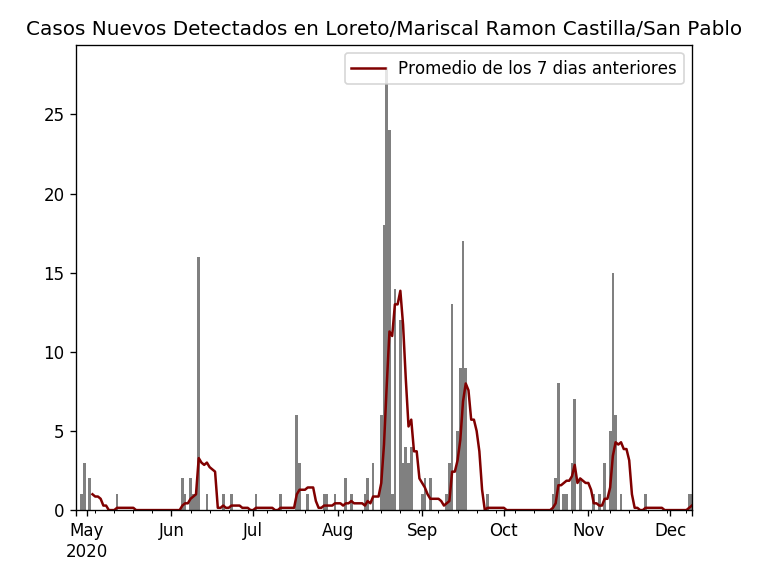 Casos Nuevos Detectados en Loreto/Mariscal Ramon Castilla/San Pablo
Promedio de los 7 dias anteriores
25
20
15
10
5
0
May Jun Jul Aug Sep Oct Nov Dec
2020